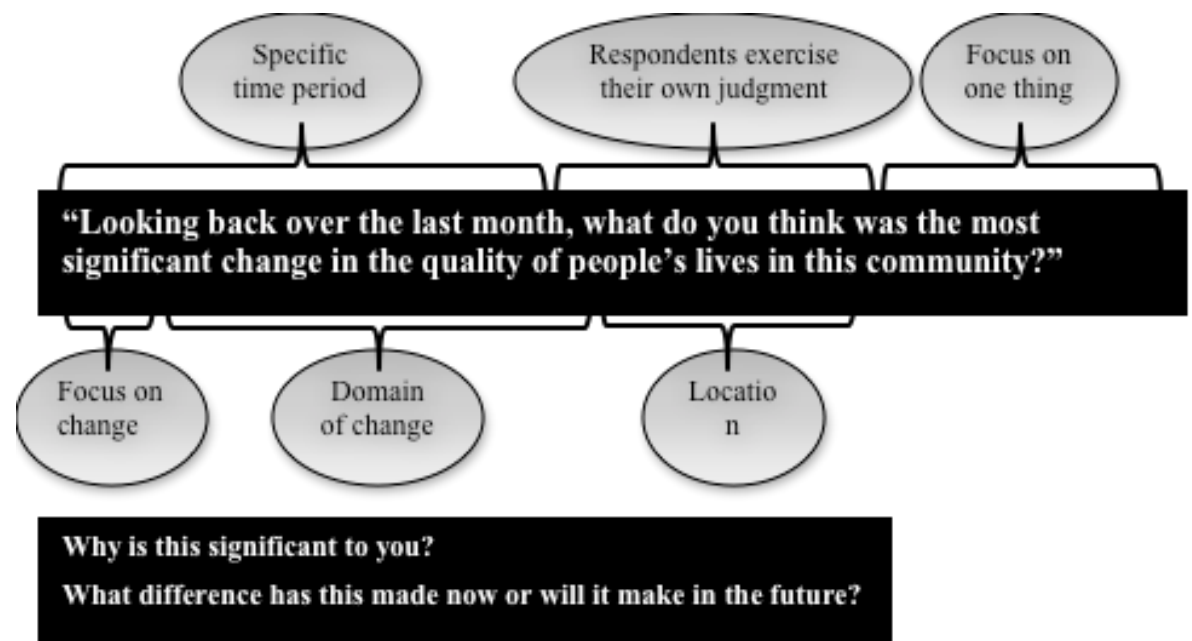 Specific
time period
Respondents exercise
their own judgment
Focus on
one thing
“Looking back over the last month, what do you think was the most
significant change in the quality of people’s lives in this community?”
Focus on
change
Domain
of change
Locatio
n
Why is this significant to you?
What difference has this made now or will it make in the future?